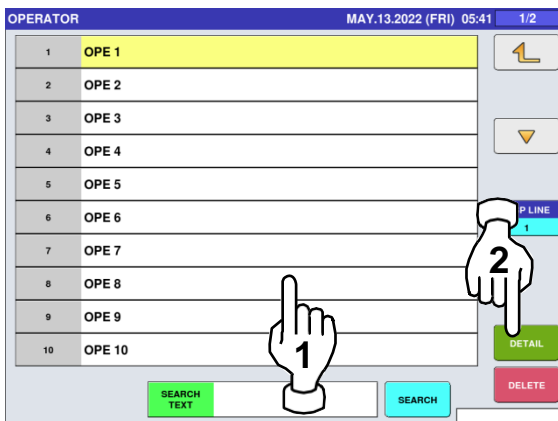 OPERATOR MAY.13.2022 (FRI) 05:41 1/2
1 OPE 1
2 OPE 2
3 OPE 3
4 OPE 4
5 OPE 5
6 OPE 6
7 OPE 7
8 OPE 8
9 OPE 9
10 OPE 10
P LINE
1
2
1
DETAIL
DELETE
SEARCH
TEXT
SEARCH